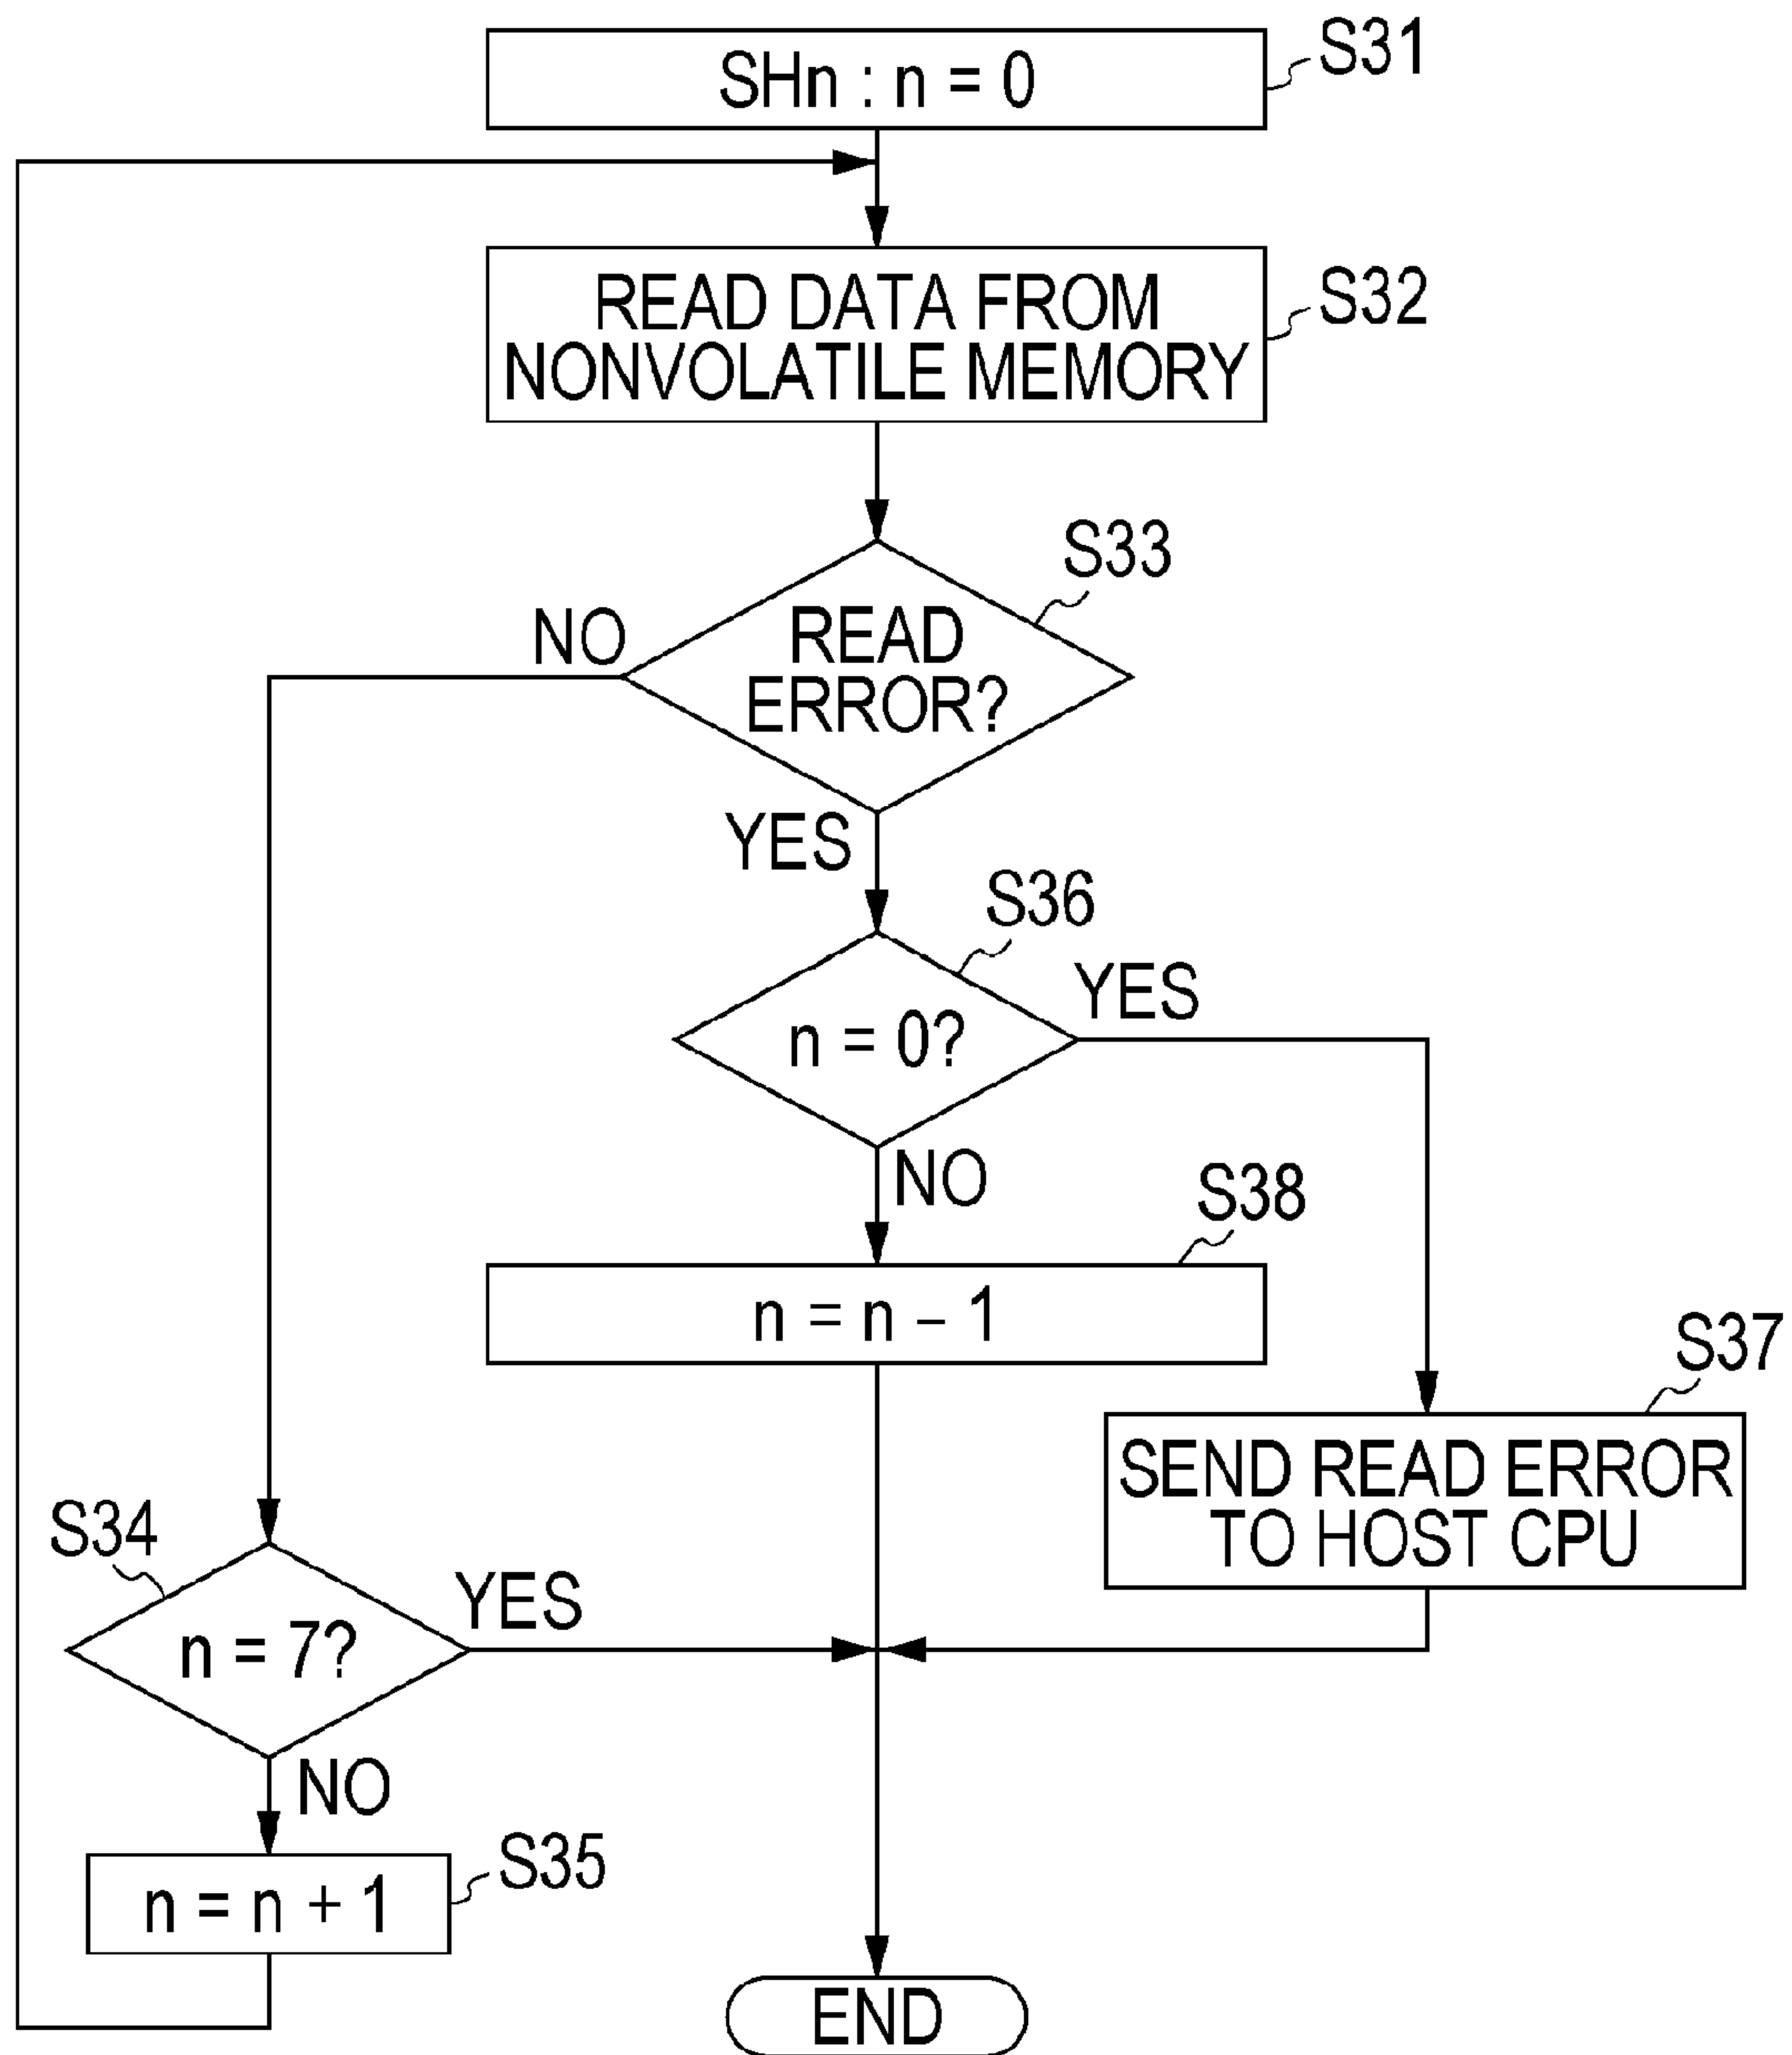 SHn : n = 0
S31
READ DATA FROM
NONVOLATILE MEMORY
S32
S33
READ
ERROR?
NO
YES
S36
n = 0?
YES
NO
S38
n = n – 1
S37
SEND READ ERROR
TO HOST CPU
S34
n = 7?
YES
NO
S35
n = n + 1
END